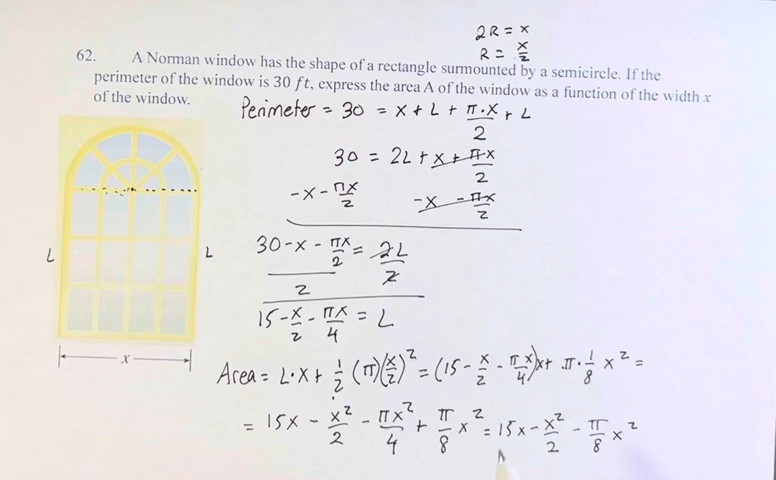 2R = x
R = x/2
62. A Norman window has the shape of a rectangle surmounted by a semicircle. If the
perimeter of the window is 30 ft, express the area A of the window as a function of the width x
of the window.
Perimeter = 30 = x + L + π·x/2 + L
30 = 2L + x + πx/2
-x - πx/2 -x - πx/2
L L 30 - x - πx/2 = 2L
2 2
15 - x/2 - πx/4 = L
x
Area = L·x + 1/2 (π)(x/2)² = (15 - x/2 - πx/4)x + π·1/8 x² =
= 15x - x²/2 - πx²/4 + π/8 x² = 15x - x²/2 - π/8 x²